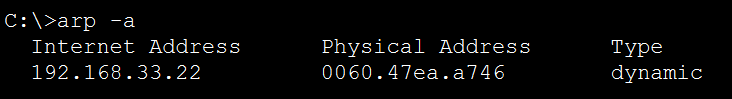 C:\>arp -a
Internet Address Physical Address Type
192.168.33.22 0060.47ea.a746 dynamic